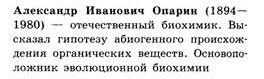 Александр Иванович Опарин (1894—
1980) — отечественный биохимик. Вы-
сказал гипотезу абиогенного происхож-
дения органических веществ. Основопо-
ложник эволюционной биохимии